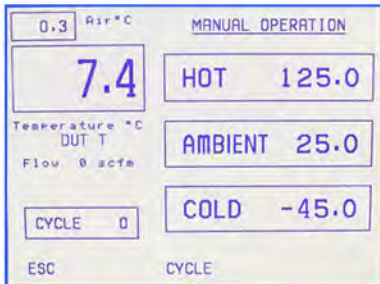 0.3 Air°C
MANUAL OPERATION
7.4
HOT 125.0
Temperature °C
DUT T
AMBIENT 25.0
Flow 0 scfm
COLD -45.0
CYCLE 0
ESC CYCLE